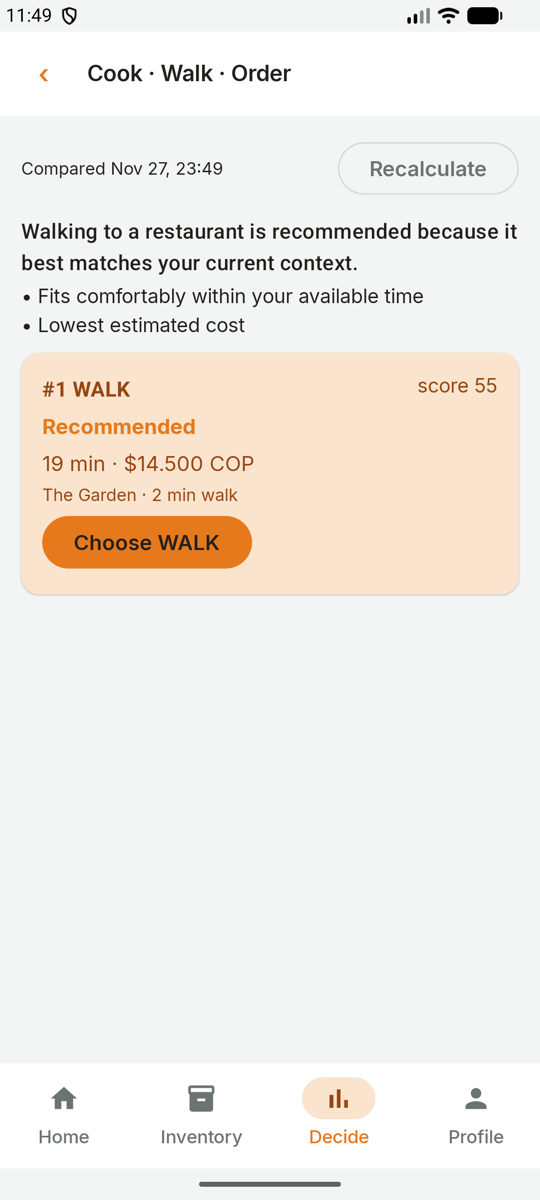 11:49
‹ Cook · Walk · Order
Compared Nov 27, 23:49
Recalculate
Walking to a restaurant is recommended because it
best matches your current context.
• Fits comfortably within your available time
• Lowest estimated cost
#1 WALK
score 55
Recommended
19 min · $14.500 COP
The Garden · 2 min walk
Choose WALK
Home
Inventory
Decide
Profile